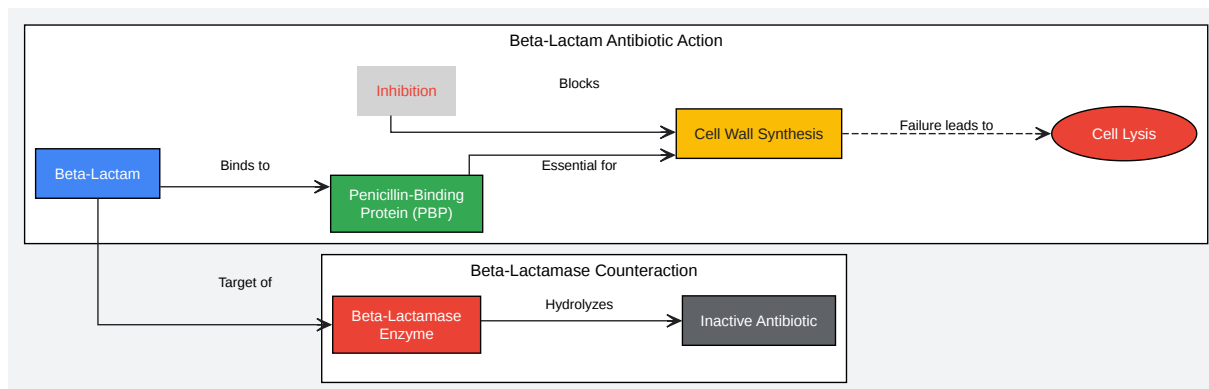 Beta-Lactam Antibiotic Action
Inhibition
Blocks
Cell Wall Synthesis
Failure leads to
Cell Lysis
Beta-Lactam
Binds to
Essential for
Penicillin-Binding
Protein (PBP)
Beta-Lactamase Counteraction
Target of
Beta-Lactamase
Enzyme
Hydrolyzes
Inactive Antibiotic